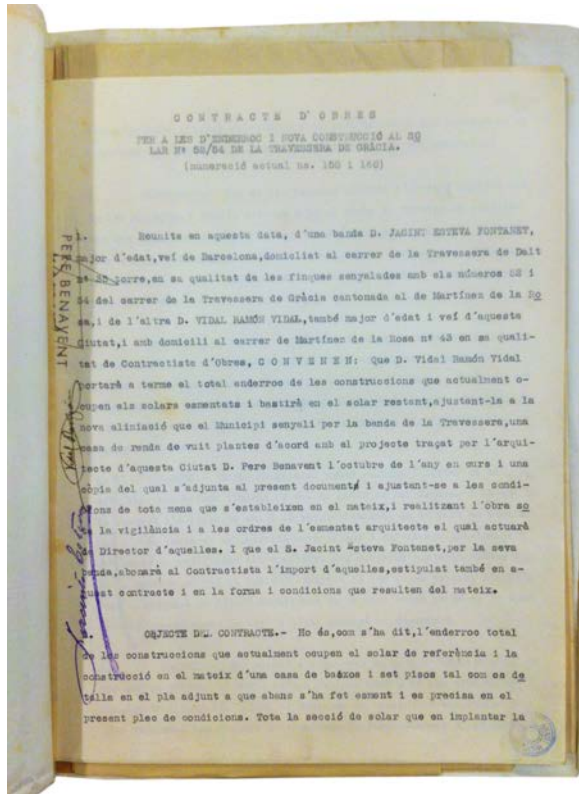 CONTRACTE D'OBRES
PER A LES D'ENDERROC I NOVA CONSTRUCCIÓ AL SO
LAR Nº 52/54 DE LA TRAVESSERA DE GRÀCIA.
(numeració actual ns. 158 i 160)
Reunits en aquesta data, d'una banda D. JACINT ESTEVA FONTANET,
major d'edat,veí de Barcelona,domiciliat al carrer de la Travessera de Dalt
nº 35 torre,en sa qualitat de les finques senyalades amb els números 52 i
54 del carrer de la Travessera de Gràcia cantonada al de Martínez de la Ro
sa,i de l'altra D. VIDAL RAMÓN VIDAL,també major d'edat i veí d'aquesta
Ciutat,i amb domicili al carrer de Martínez de la Rosa nº 43 en sa quali-
tat de Contractiste d'Obres, C O N V E N E N: Que D. Vidal Ramón Vidal
portarà a terme el total enderroc de les construccions que actualment o-
cupen els solars esmentats i bastirà en el solar restant,ajustant-la a la
nova aliniació que el Municipi senyali per la banda de la Travessera,una
casa de renda de vuit plantes d'acord amb el projecte traçat per l'arqui-
tecte d'aquesta Ciutat D. Pere Benavent l'octubre de l'any en curs i una
còpia del qual s'adjunta al present document i ajustant-se a les condi-
cions de tota mena que s'estableixen en el mateix,i realitzant l'obra so
ta la vigilància i a les ordres de l'esmentat arquitecte el qual actuarà
de Director d'aquelles. I que el S. Jacint Esteva Fontanet,per la seva
banda,abonarà al Contractista l'import d'aquelles,estipulat també en a-
quest contracte i en la forma i condicions que resulten del mateix.
OBJECTE DEL CONTRACTE.- Ho és,com s'ha dit,l'enderroc total
de les construccions que actualment ocupen el solar de referència i la
construcció en el mateix d'una casa de baixos i set pisos tal com es de
talla en el pla adjunt a que abans s'ha fet esment i es precisa en el
present plec de condicions. Tota la secció de solar que en implantar la
PERE BENAVENT